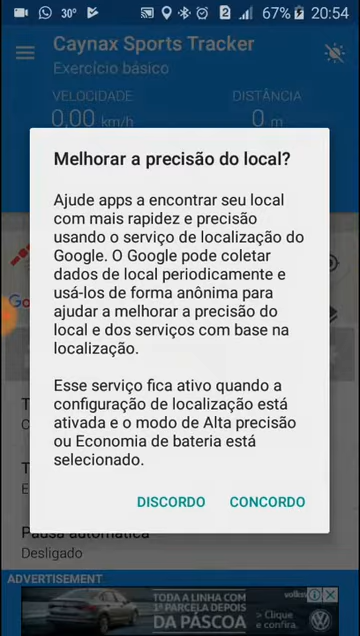 30° 2 67% 20:54
Caynax Sports Tracker
Exercício básico
VELOCIDADE DISTÂNCIA
0,00 km/h 0 m
Melhorar a precisão do local?
Ajude apps a encontrar seu local
com mais rapidez e precisão
usando o serviço de localização do
Google. O Google pode coletar
dados de local periodicamente e
usá-los de forma anônima para
ajudar a melhorar a precisão do
local e dos serviços com base na
localização.
Esse serviço fica ativo quando a
configuração de localização está
ativada e o modo de Alta precisão
ou Economia de bateria está
selecionado.
DISCORDO CONCORDO
Pausa automática
Desligado
ADVERTISEMENT
TODA A LINHA COM
1ª PARCELA DEPOIS
DA PÁSCOA
> Clique
e confira.